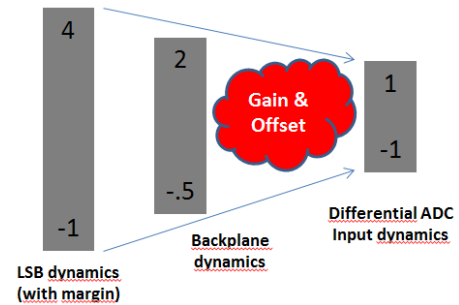 4
2
Gain &
Offset
1
-1
-.5
-1
LSB dynamics
(with margin)
Backplane
dynamics
Differential ADC
Input dynamics